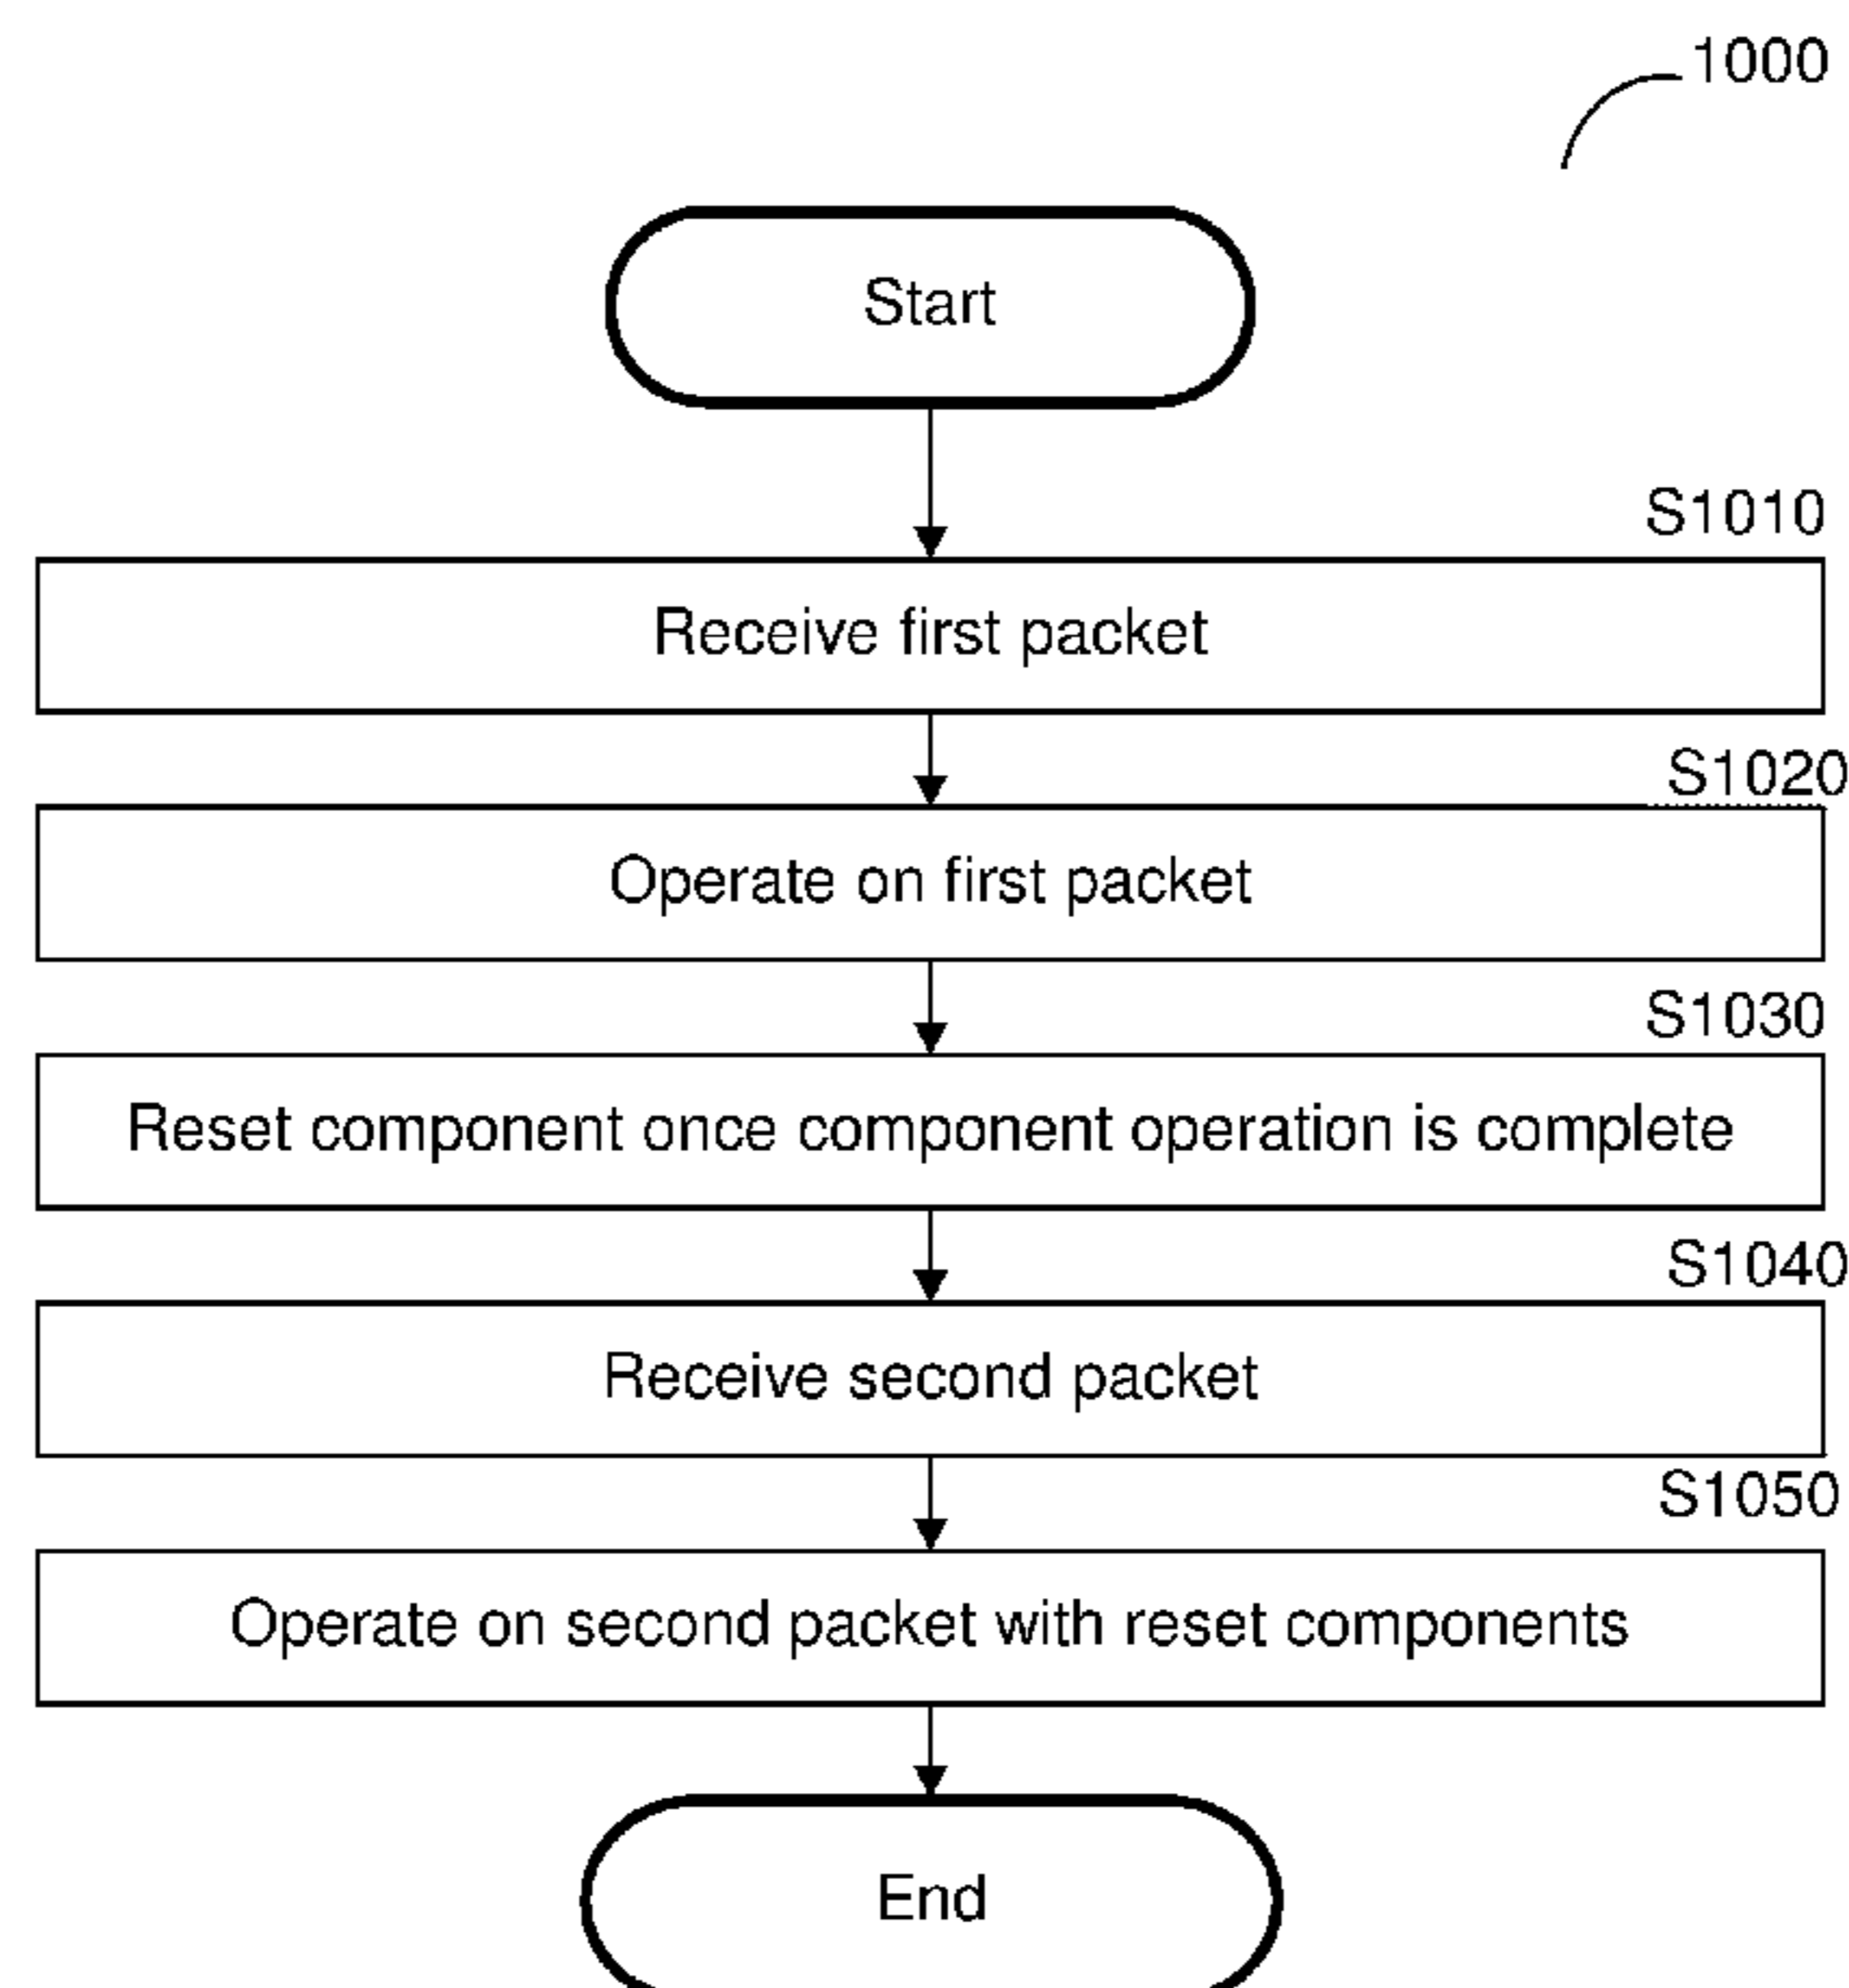 1000
Start
S1010
Receive first packet
S1020
Operate on first packet
S1030
Reset component once component operation is complete
S1040
Receive second packet
S1050
Operate on second packet with reset components
End